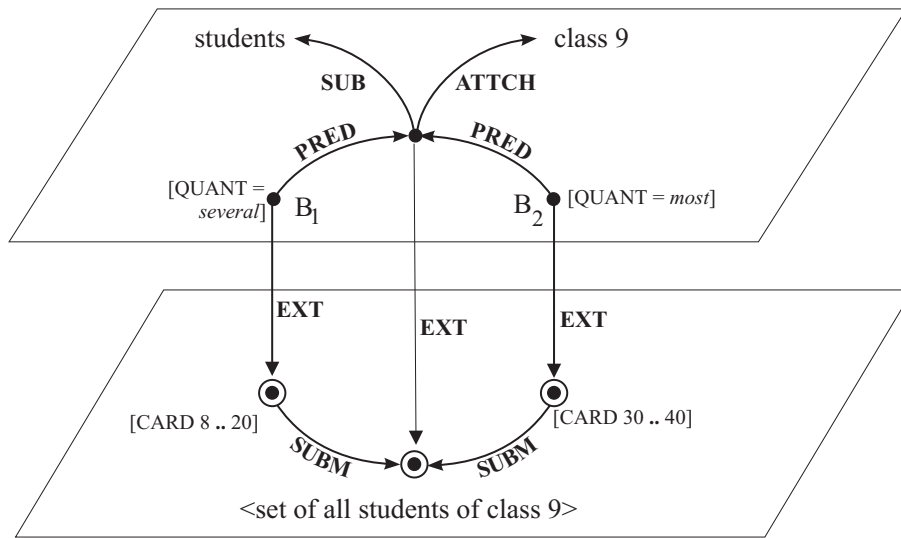 students
class 9
SUB
ATTCH
PRED
PRED
[QUANT =
several]
B1
B2
[QUANT = most]
EXT
EXT
EXT
[CARD 8 .. 20]
[CARD 30 .. 40]
SUBM
SUBM
<set of all students of class 9>